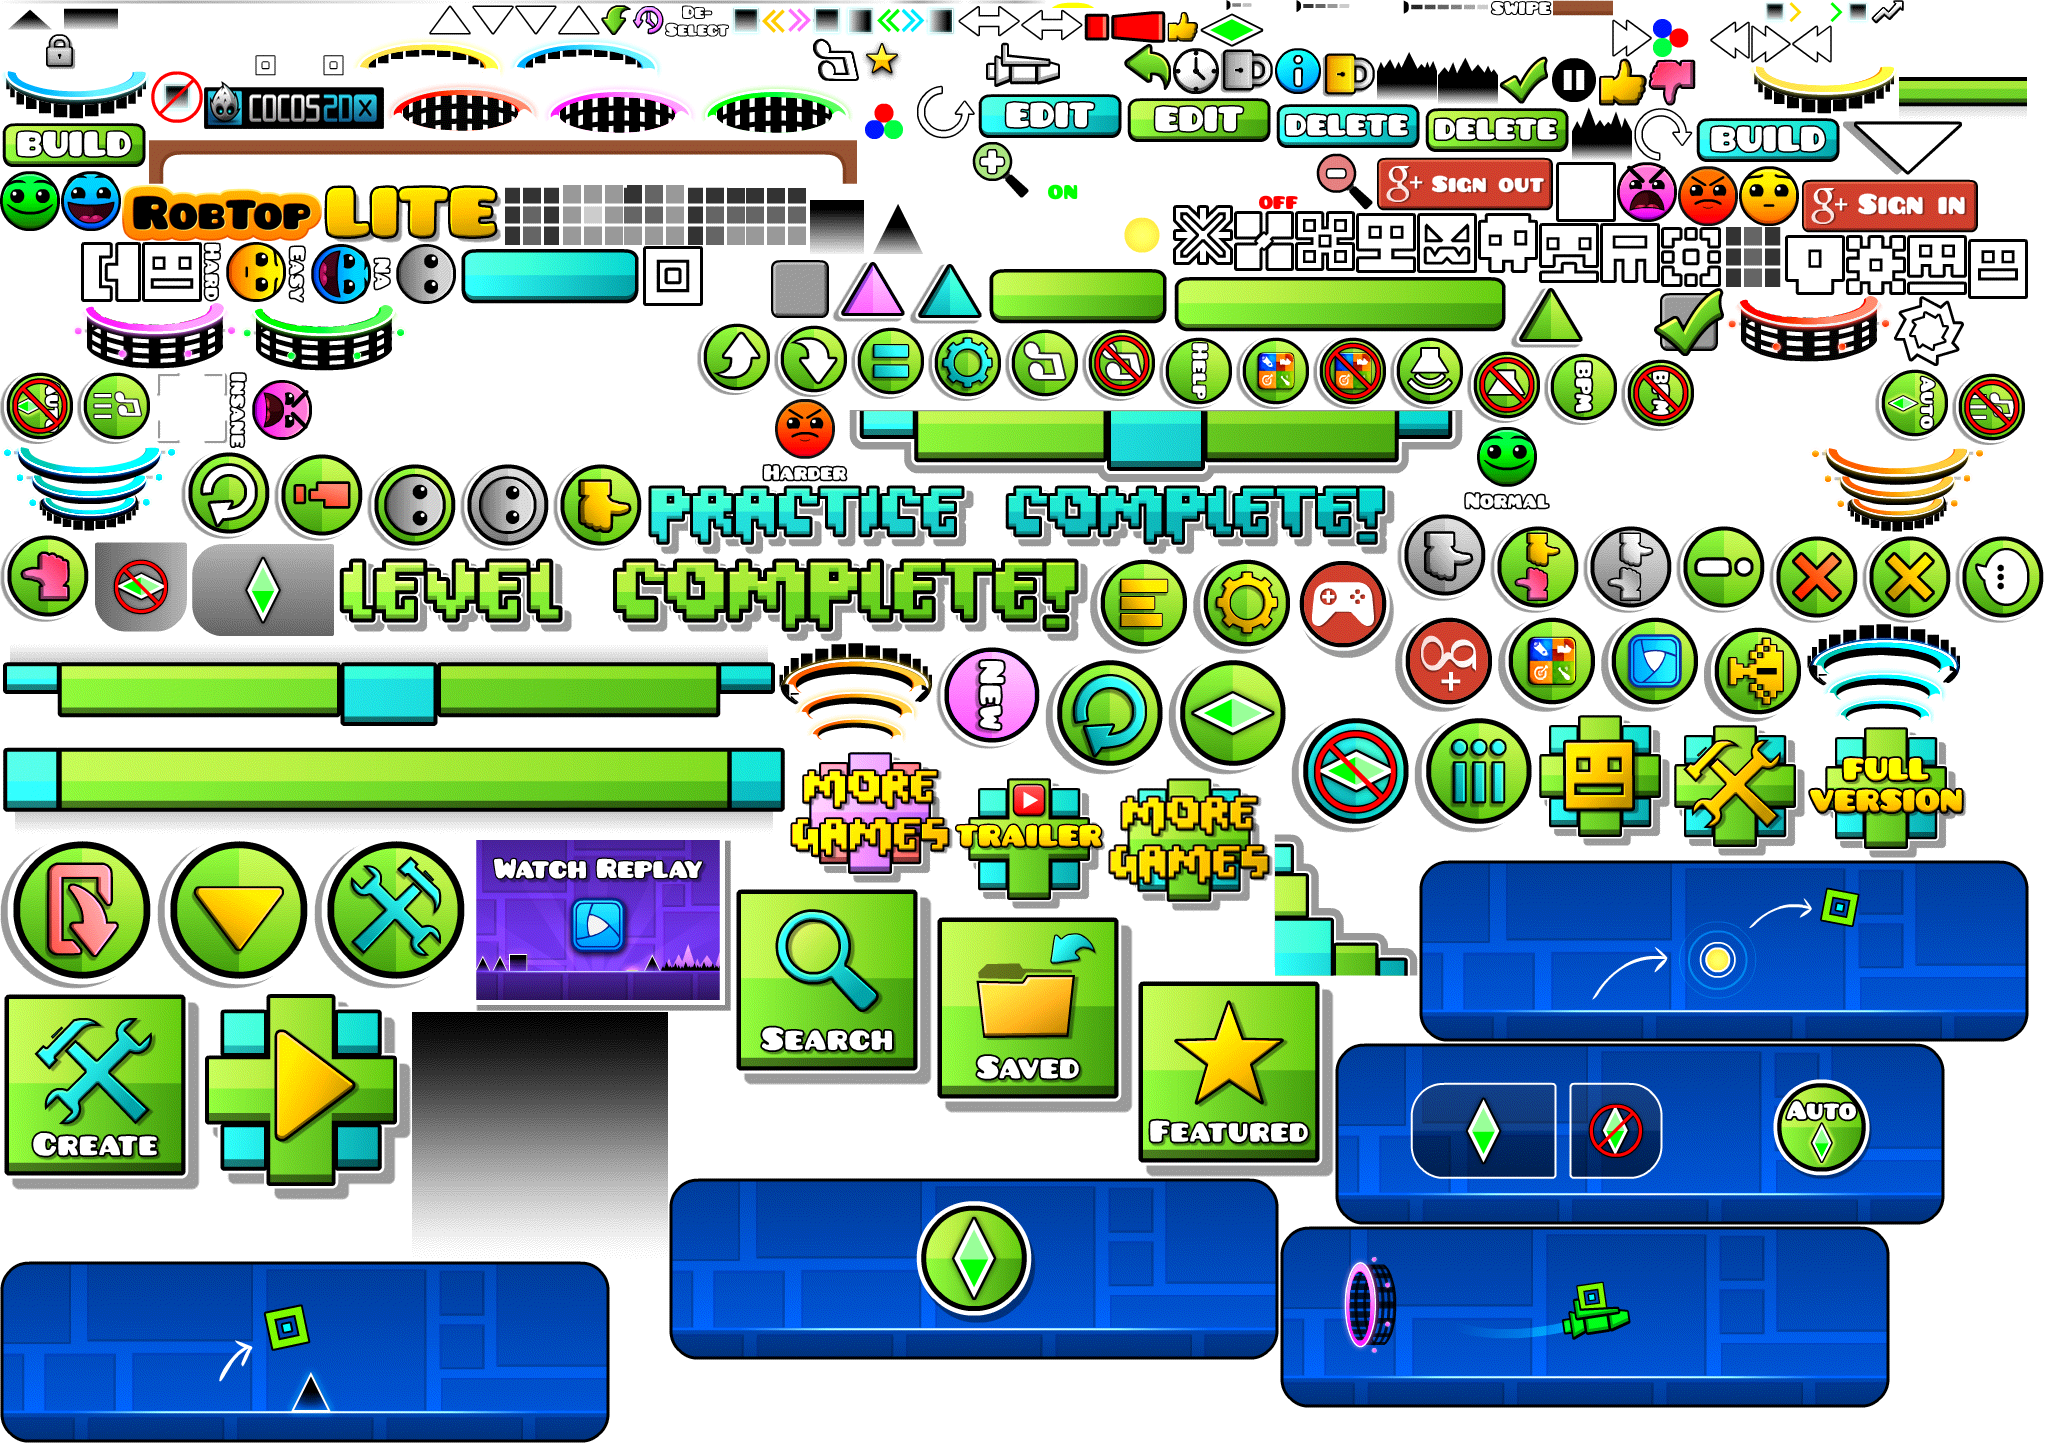 DE-
SELECT
SWIPE
COCOS2DX
EDIT
EDIT
DELETE
DELETE
BUILD
BUILD
ON
OFF
g+ SIGN OUT
g+ SIGN IN
ROBTOP
LITE
HARD
EASY
NA
HELP
BPM
BPM
AUTO
AUTO
INSANE
HARDER
NORMAL
PRACTICE COMPLETE!
LEVEL COMPLETE!
NEW
MORE
GAMES
TRAILER
MORE
GAMES
FULL
VERSION
WATCH REPLAY
SEARCH
SAVED
FEATURED
CREATE
AUTO